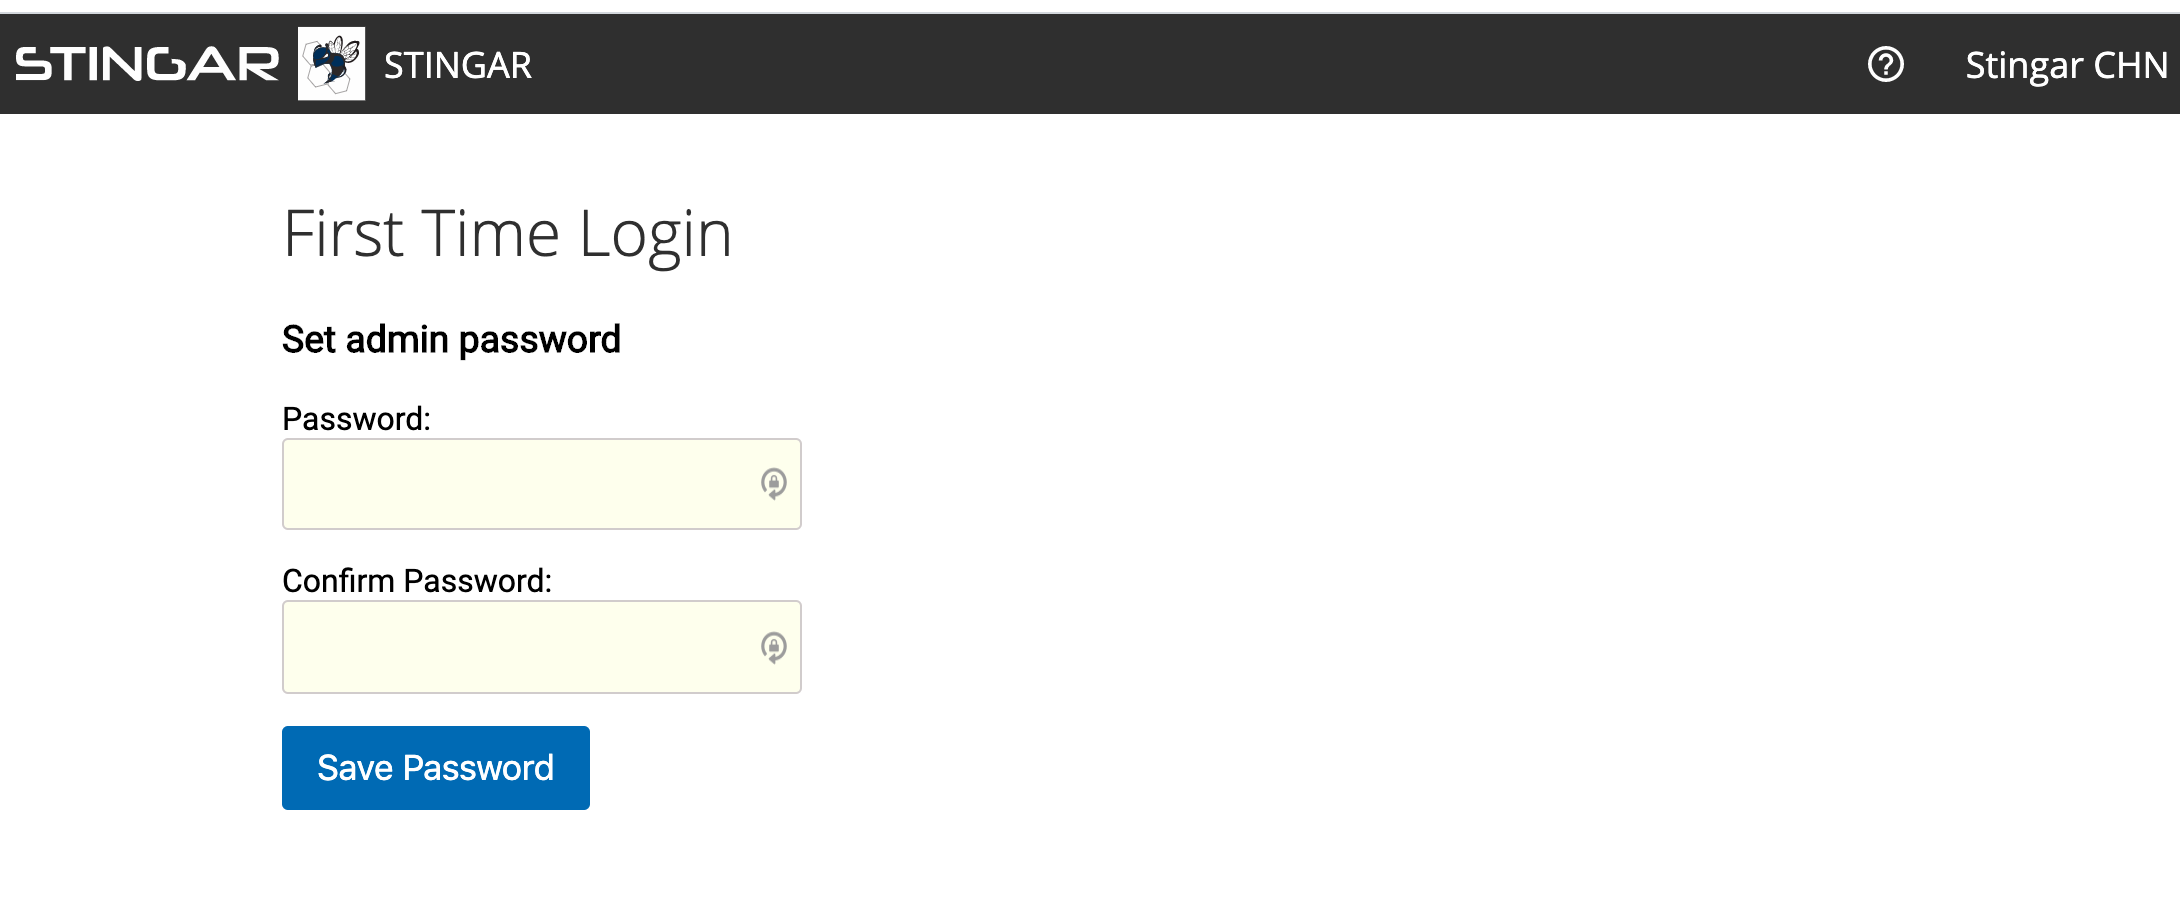 STINGAR STINGAR Stingar CHN
First Time Login
Set admin password
Password:
Confirm Password:
Save Password